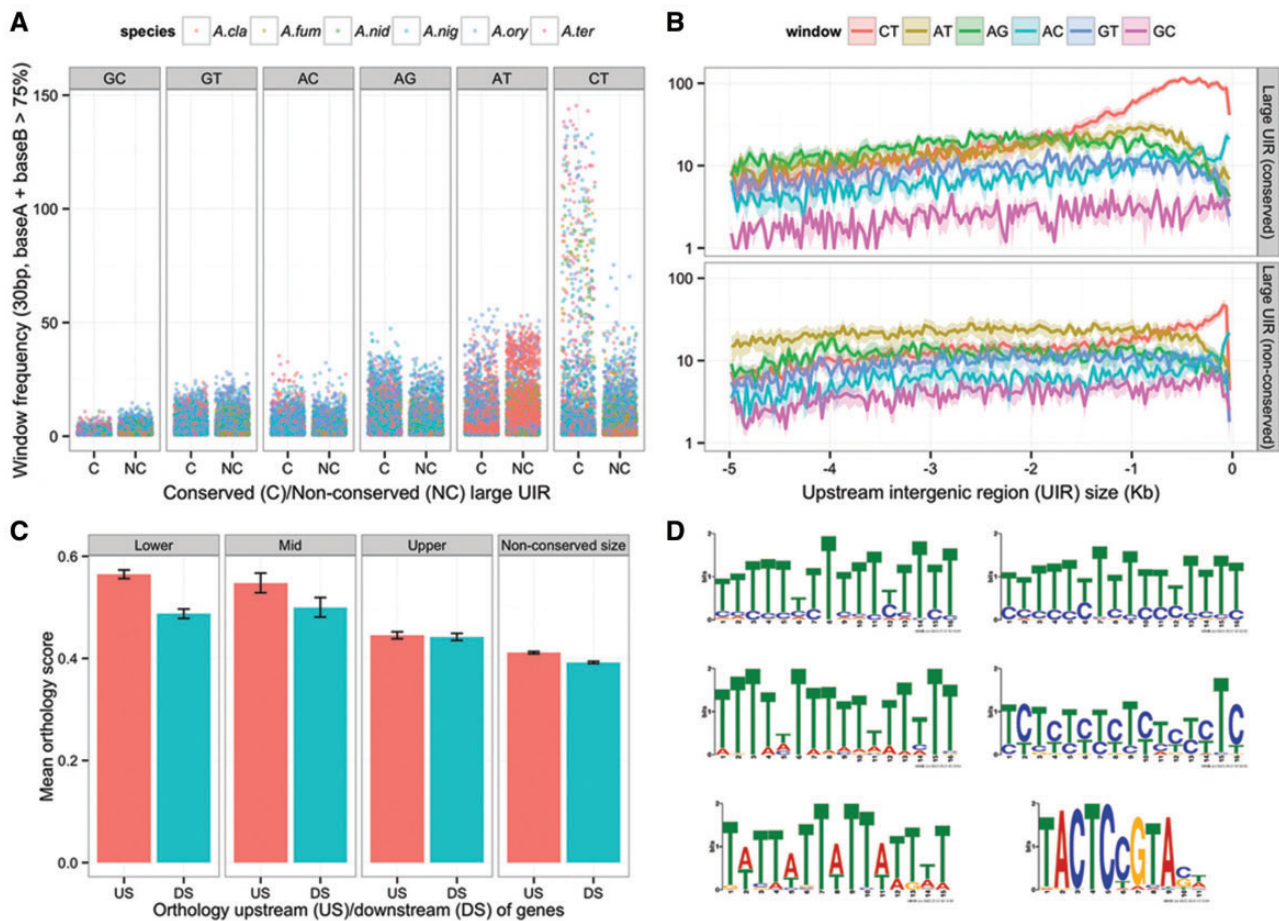 A
species A.cla A.fum A.nid A.nig A.ory A.ter
GC GT AC AG AT CT
Window frequency (30bp, baseA + baseB > 75%)
150
100
50
0
C NC C NC C NC C NC C NC C NC
Conserved (C)/Non-conserved (NC) large UIR
B
window CT AT AG AC GT GC
100
10
1
Large UIR (conserved)
100
10
1
Large UIR (non-conserved)
-5 -4 -3 -2 -1 0
Upstream intergenic region (UIR) size (Kb)
C
Lower Mid Upper Non-conserved size
Mean orthology score
0.6
0.4
0.2
0.0
US DS US DS US DS US DS
Orthology upstream (US)/downstream (DS) of genes
D